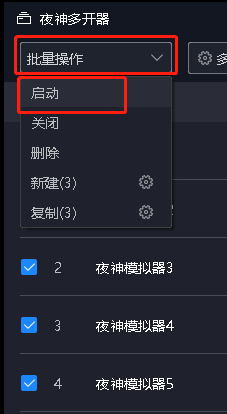 夜神多开器
批量操作 多
启动
关闭
删除
新建(3)
复制(3)
2 夜神模拟器3
3 夜神模拟器4
4 夜神模拟器5